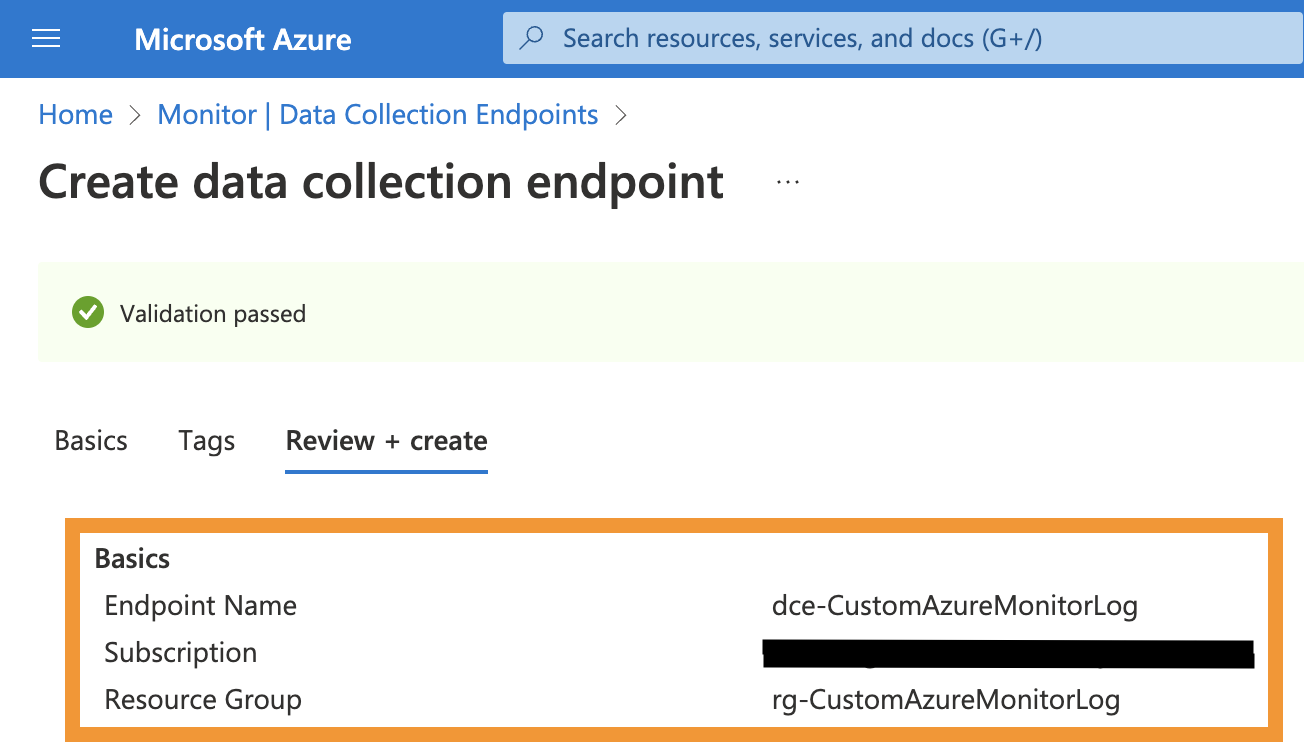 Microsoft Azure
Search resources, services, and docs (G+/)
Home > Monitor | Data Collection Endpoints >
Create data collection endpoint ...
Validation passed
Basics Tags Review + create
Basics
Endpoint Name dce-CustomAzureMonitorLog
Subscription
Resource Group rg-CustomAzureMonitorLog